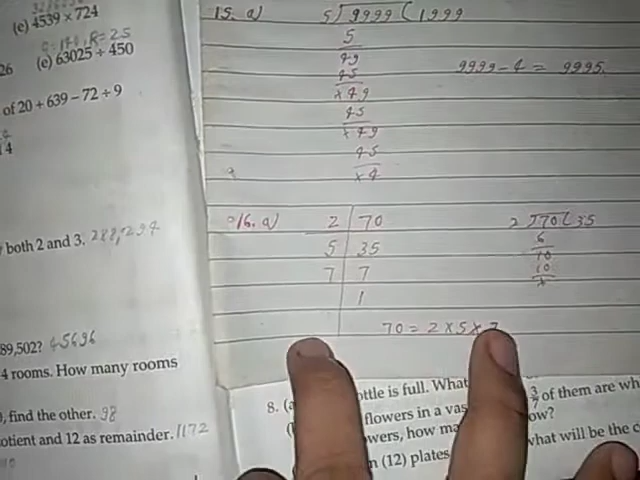 (e) 4539 × 724
Q = 140, R = 25
26 (e) 63025 ÷ 450
of 20 + 639 – 72 ÷ 9
4
both 2 and 3. 288, 294
89,502? 45696
4 rooms. How many rooms
, find the other. 98
otient and 12 as remainder. 1172
15. a) 5)9999(1999
5
49
45
×49
45
×49
45
×4
9999 – 4 = 9995.
16. a) 2 | 70
5 | 35
7 | 7
1
2)70(35
6
10
10
×
70 = 2 × 5 × 7
8. ttle is full. What
3/7 of them are wh
flowers in a vas ow?
wers, how ma
n (12) plates what will be the c